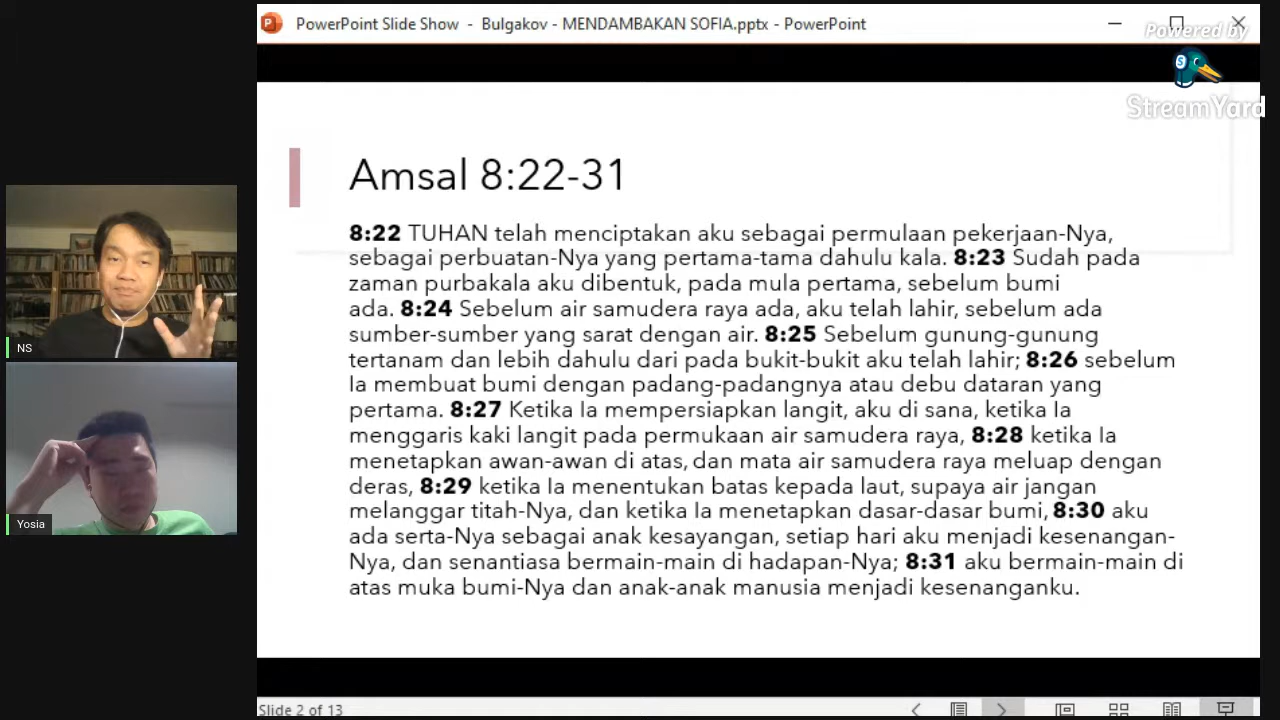 PowerPoint Slide Show - Bulgakov - MENDAMBAKAN SOFIA.pptx - PowerPoint
Powered by
StreamYard
Amsal 8:22-31
8:22 TUHAN telah menciptakan aku sebagai permulaan pekerjaan-Nya,
sebagai perbuatan-Nya yang pertama-tama dahulu kala. 8:23 Sudah pada
zaman purbakala aku dibentuk, pada mula pertama, sebelum bumi
ada. 8:24 Sebelum air samudera raya ada, aku telah lahir, sebelum ada
sumber-sumber yang sarat dengan air. 8:25 Sebelum gunung-gunung
tertanam dan lebih dahulu dari pada bukit-bukit aku telah lahir; 8:26 sebelum
Ia membuat bumi dengan padang-padangnya atau debu dataran yang
pertama. 8:27 Ketika Ia mempersiapkan langit, aku di sana, ketika Ia
menggaris kaki langit pada permukaan air samudera raya, 8:28 ketika Ia
menetapkan awan-awan di atas, dan mata air samudera raya meluap dengan
deras, 8:29 ketika Ia menentukan batas kepada laut, supaya air jangan
melanggar titah-Nya, dan ketika Ia menetapkan dasar-dasar bumi, 8:30 aku
ada serta-Nya sebagai anak kesayangan, setiap hari aku menjadi kesenangan-
Nya, dan senantiasa bermain-main di hadapan-Nya; 8:31 aku bermain-main di
atas muka bumi-Nya dan anak-anak manusia menjadi kesenanganku.
NS
Yosia
Slide 2 of 13